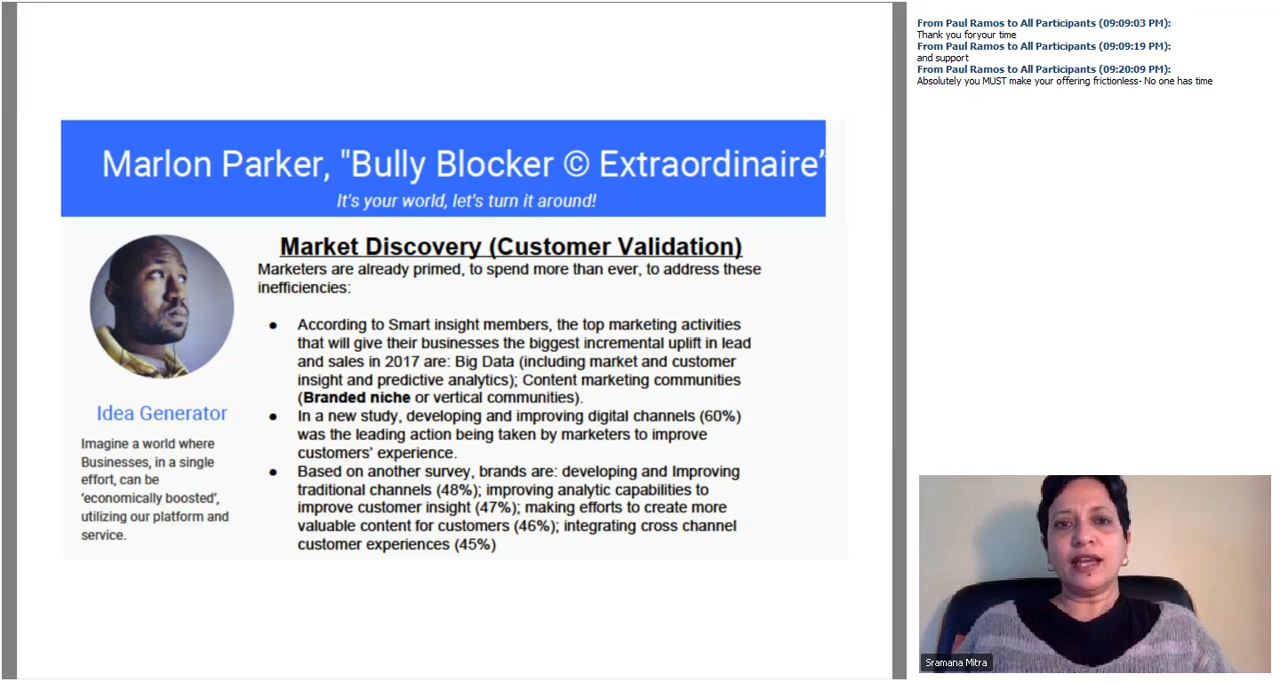 Marlon Parker, "Bully Blocker © Extraordinaire"
It's your world, let's turn it around!
Market Discovery (Customer Validation)
Marketers are already primed, to spend more than ever, to address these
inefficiencies:
● According to Smart insight members, the top marketing activities
that will give their businesses the biggest incremental uplift in lead
and sales in 2017 are: Big Data (including market and customer
insight and predictive analytics); Content marketing communities
(Branded niche or vertical communities).
● In a new study, developing and improving digital channels (60%)
was the leading action being taken by marketers to improve
customers' experience.
● Based on another survey, brands are: developing and Improving
traditional channels (48%); improving analytic capabilities to
improve customer insight (47%); making efforts to create more
valuable content for customers (46%); integrating cross channel
customer experiences (45%)
Idea Generator
Imagine a world where
Businesses, in a single
effort, can be
'economically boosted',
utilizing our platform and
service.
From Paul Ramos to All Participants (09:09:03 PM):
Thank you foryour time
From Paul Ramos to All Participants (09:09:19 PM):
and support
From Paul Ramos to All Participants (09:20:09 PM):
Absolutely you MUST make your offering frictionless- No one has time
Sramana Mitra